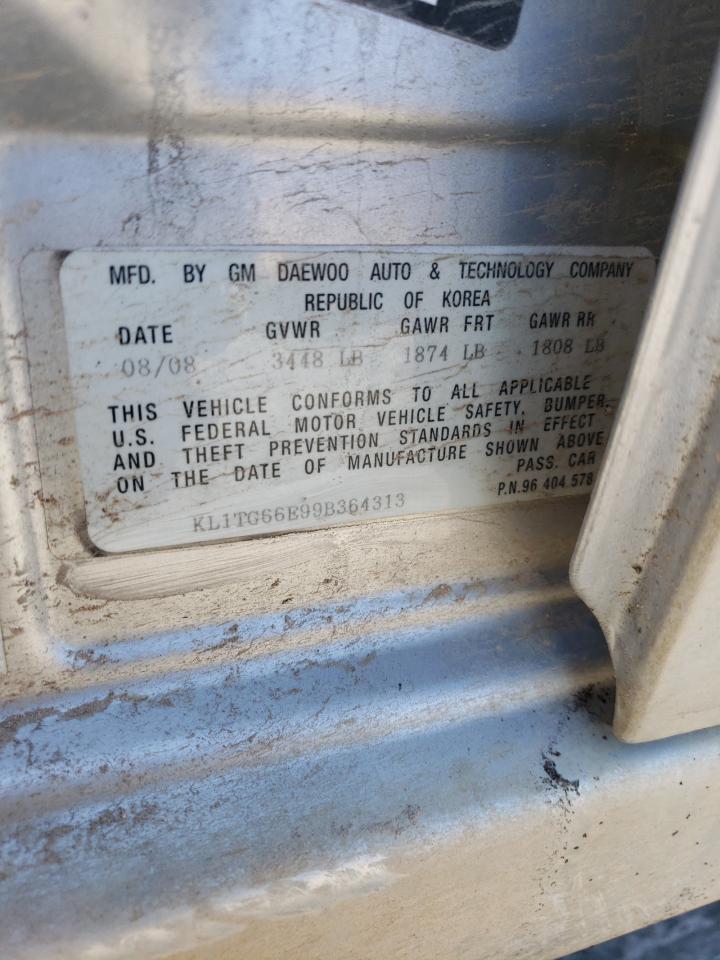 MFD. BY GM DAEWOO AUTO & TECHNOLOGY COMPANY
REPUBLIC OF KOREA
DATE GVWR GAWR FRT GAWR RR
08/08 3448 LB 1874 LB 1808 LB
THIS VEHICLE CONFORMS TO ALL APPLICABLE
U.S. FEDERAL MOTOR VEHICLE SAFETY, BUMPER,
AND THEFT PREVENTION STANDARDS IN EFFECT
ON THE DATE OF MANUFACTURE SHOWN ABOVE
PASS. CAR
P.N.96 404 578
KL1TG66E99B364313